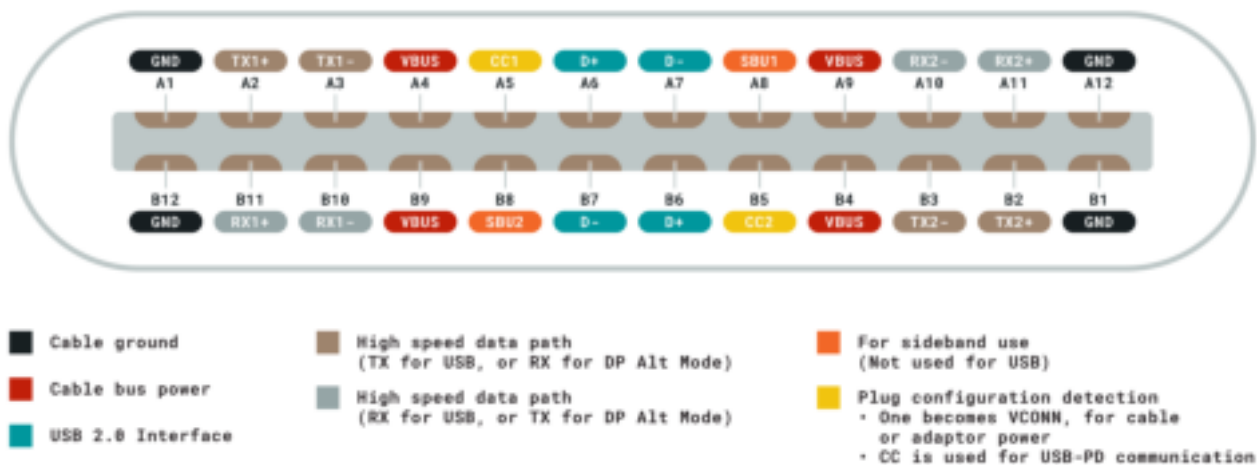 GND TX1+ TX1- VBUS CC1 D+ D- SBU1 VBUS RX2- RX2+ GND
A1 A2 A3 A4 A5 A6 A7 A8 A9 A10 A11 A12
B12 B11 B10 B9 B8 B7 B6 B5 B4 B3 B2 B1
GND RX1+ RX1- VBUS SBU2 D- D+ CC2 VBUS TX2- TX2+ GND
Cable ground
Cable bus power
USB 2.0 Interface
High speed data path
(TX for USB, or RX for DP Alt Mode)
High speed data path
(RX for USB, or TX for DP Alt Mode)
For sideband use
(Not used for USB)
Plug configuration detection
· One becomes VCONN, for cable
or adaptor power
· CC is used for USB-PD communication